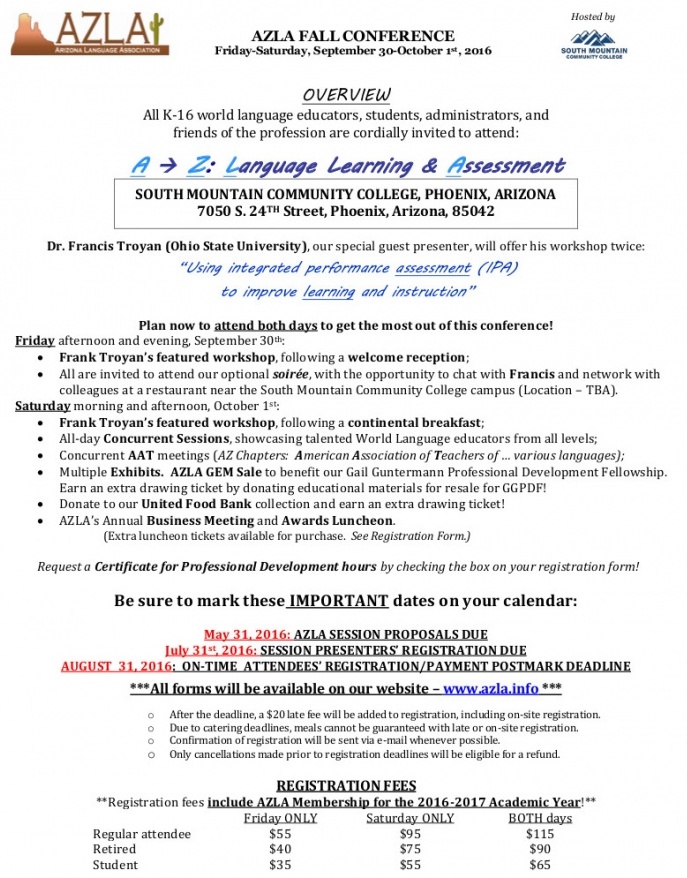 AZLA
ARIZONA LANGUAGE ASSOCIATION
AZLA FALL CONFERENCE
Friday-Saturday, September 30-October 1st, 2016
Hosted by
SOUTH MOUNTAIN
COMMUNITY COLLEGE
OVERVIEW
All K-16 world language educators, students, administrators, and
friends of the profession are cordially invited to attend:
A → Z: Language Learning & Assessment
SOUTH MOUNTAIN COMMUNITY COLLEGE, PHOENIX, ARIZONA
7050 S. 24TH Street, Phoenix, Arizona, 85042
Dr. Francis Troyan (Ohio State University), our special guest presenter, will offer his workshop twice:
"Using integrated performance assessment (IPA)
to improve learning and instruction"
Plan now to attend both days to get the most out of this conference!
Friday afternoon and evening, September 30th:
• Frank Troyan's featured workshop, following a welcome reception;
• All are invited to attend our optional soirée, with the opportunity to chat with Francis and network with
colleagues at a restaurant near the South Mountain Community College campus (Location – TBA).
Saturday morning and afternoon, October 1st:
• Frank Troyan's featured workshop, following a continental breakfast;
• All-day Concurrent Sessions, showcasing talented World Language educators from all levels;
• Concurrent AAT meetings (AZ Chapters: American Association of Teachers of … various languages);
• Multiple Exhibits. AZLA GEM Sale to benefit our Gail Guntermann Professional Development Fellowship.
Earn an extra drawing ticket by donating educational materials for resale for GGPDF!
• Donate to our United Food Bank collection and earn an extra drawing ticket!
• AZLA's Annual Business Meeting and Awards Luncheon.
(Extra luncheon tickets available for purchase. See Registration Form.)
Request a Certificate for Professional Development hours by checking the box on your registration form!
Be sure to mark these IMPORTANT dates on your calendar:
May 31, 2016: AZLA SESSION PROPOSALS DUE
July 31st, 2016: SESSION PRESENTERS' REGISTRATION DUE
AUGUST 31, 2016: ON-TIME ATTENDEES' REGISTRATION/PAYMENT POSTMARK DEADLINE
***All forms will be available on our website – www.azla.info ***
o After the deadline, a $20 late fee will be added to registration, including on-site registration.
o Due to catering deadlines, meals cannot be guaranteed with late or on-site registration.
o Confirmation of registration will be sent via e-mail whenever possible.
o Only cancellations made prior to registration deadlines will be eligible for a refund.
REGISTRATION FEES
**Registration fees include AZLA Membership for the 2016-2017 Academic Year!**
Friday ONLY Saturday ONLY BOTH days
Regular attendee $55 $95 $115
Retired $40 $75 $90
Student $35 $55 $65